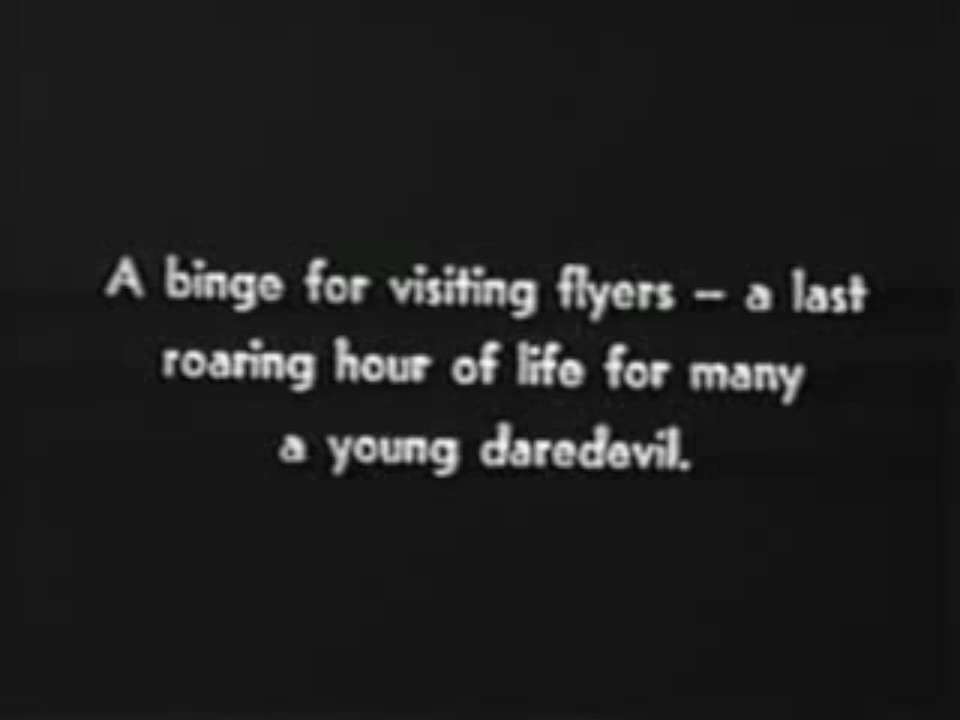 A binge for visiting flyers – a last
roaring hour of life for many
a young daredevil.